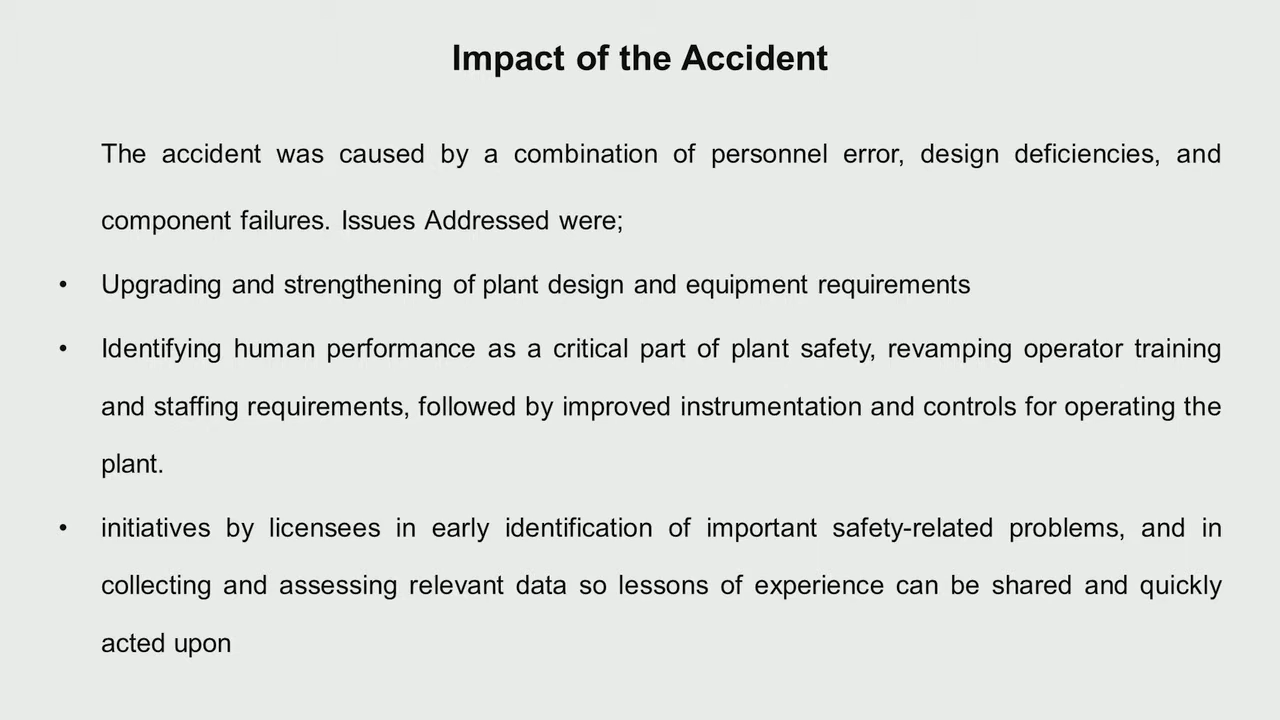 Impact of the Accident
The accident was caused by a combination of personnel error, design deficiencies, and
component failures. Issues Addressed were;
• Upgrading and strengthening of plant design and equipment requirements
• Identifying human performance as a critical part of plant safety, revamping operator training
and staffing requirements, followed by improved instrumentation and controls for operating the
plant.
• initiatives by licensees in early identification of important safety-related problems, and in
collecting and assessing relevant data so lessons of experience can be shared and quickly
acted upon